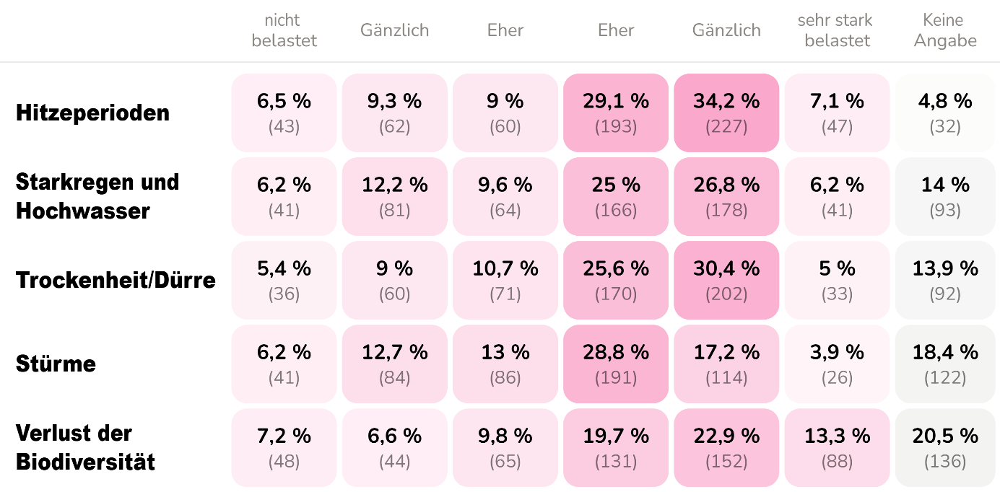 nicht
belastet
Gänzlich
Eher
Eher
Gänzlich
sehr stark
belastet
Keine
Angabe
Hitzeperioden
6,5 % 9,3 % 9 % 29,1 % 34,2 % 7,1 % 4,8 %
(43) (62) (60) (193) (227) (47) (32)
Starkregen und
Hochwasser
6,2 % 12,2 % 9,6 % 25 % 26,8 % 6,2 % 14 %
(41) (81) (64) (166) (178) (41) (93)
Trockenheit/Dürre
5,4 % 9 % 10,7 % 25,6 % 30,4 % 5 % 13,9 %
(36) (60) (71) (170) (202) (33) (92)
Stürme
6,2 % 12,7 % 13 % 28,8 % 17,2 % 3,9 % 18,4 %
(41) (84) (86) (191) (114) (26) (122)
Verlust der
Biodiversität
7,2 % 6,6 % 9,8 % 19,7 % 22,9 % 13,3 % 20,5 %
(48) (44) (65) (131) (152) (88) (136)